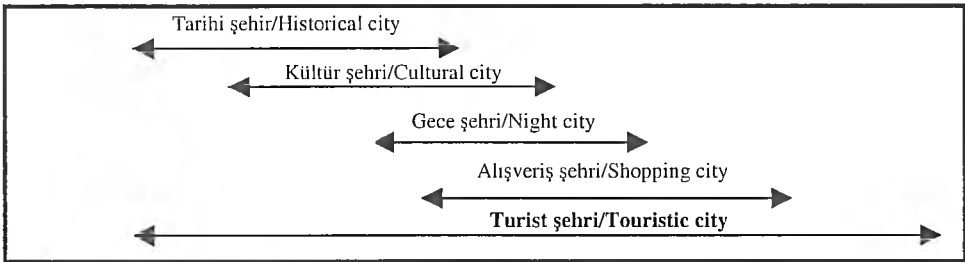 Tarihi şehir/Historical city
Kültür şehri/Cultural city
Gece şehri/Night city
Alışveriş şehri/Shopping city
Turist şehri/Touristic city